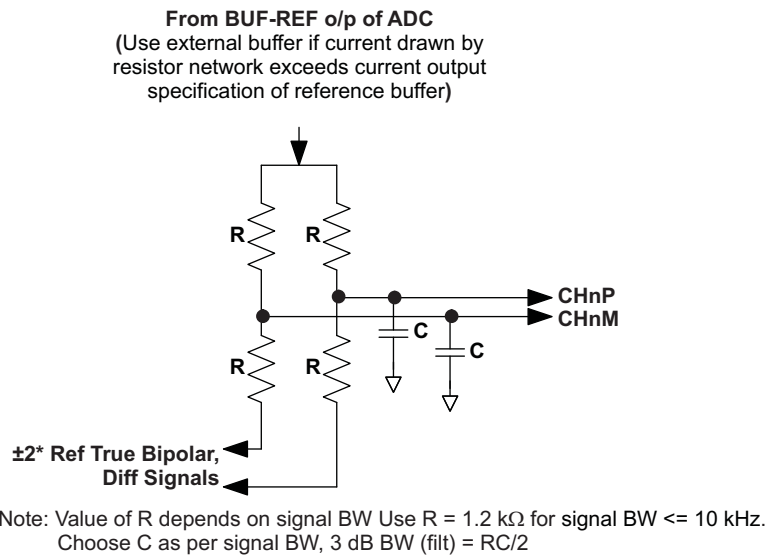 From BUF-REF o/p of ADC
(Use external buffer if current drawn by
resistor network exceeds current output
specification of reference buffer)
R
R
CHnP
CHnM
C
C
R
R
±2* Ref True Bipolar,
Diff Signals
Note: Value of R depends on signal BW Use R = 1.2 kΩ for signal BW <= 10 kHz.
Choose C as per signal BW, 3 dB BW (filt) = RC/2